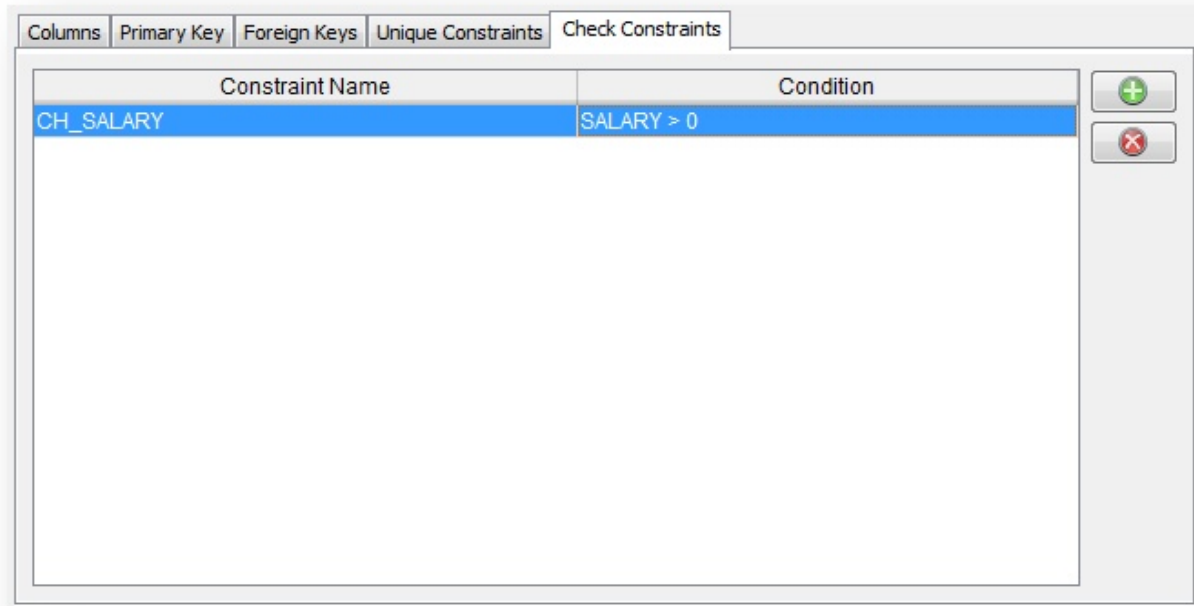 Columns Primary Key Foreign Keys Unique Constraints Check Constraints
Constraint Name Condition
CH_SALARY SALARY > 0